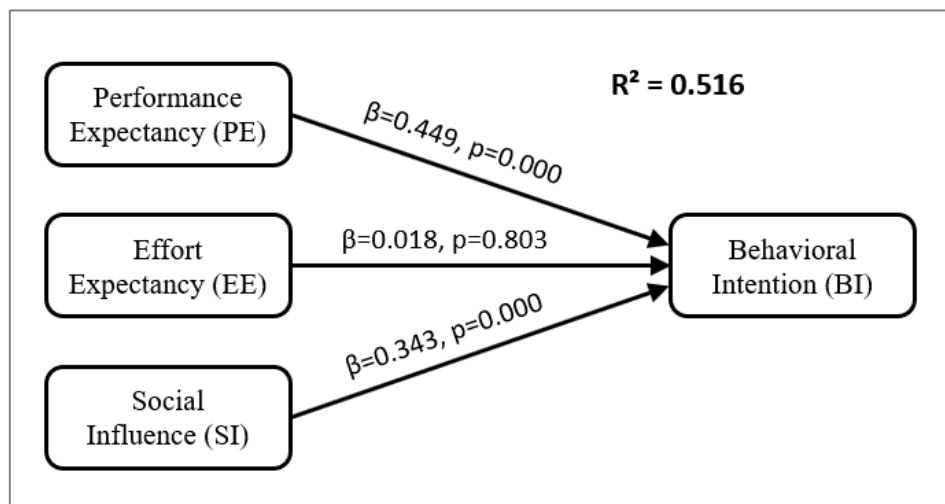 Performance
Expectancy (PE)
R² = 0.516
β=0.449, p=0.000
Effort
Expectancy (EE)
β=0.018, p=0.803
Behavioral
Intention (BI)
β=0.343, p=0.000
Social
Influence (SI)